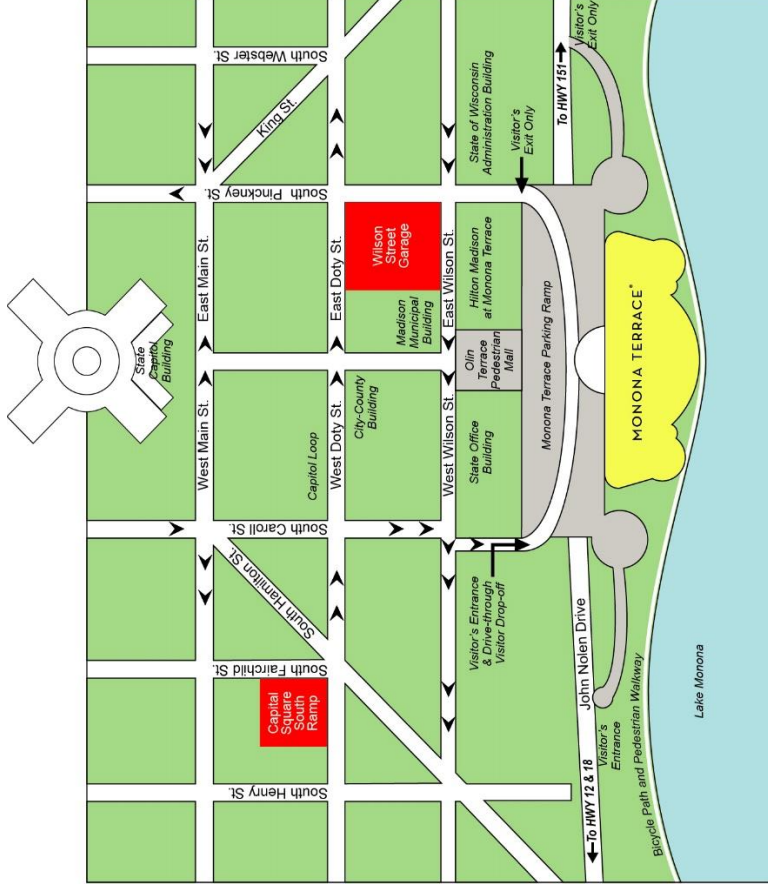 State
Capitol
Building
West Main St.
East Main St.
South Caroll St.
South Pinckney St.
South Hamilton St.
King St.
South Fairchild St.
South Webster St.
South Henry St.
Capital
Square
South
Ramp
Capitol Loop
West Doty St.
East Doty St.
City-County
Building
Madison
Municipal
Building
Wilson
Street
Garage
West Wilson St.
East Wilson St.
State Office
Building
Olin
Terrace
Pedestrian
Mall
Hilton Madison
at Monona Terrace
State of Wisconsin
Administration Building
Visitor's Entrance
& Drive-through
Visitor Drop-off
Visitor's
Exit Only
Monona Terrace Parking Ramp
To HWY 12 & 18
John Nolen Drive
To HWY 151
Visitor's
Entrance
Visitor's
Exit Only
MONONA TERRACE®
Bicycle Path and Pedestrian Walkway
Lake Monona